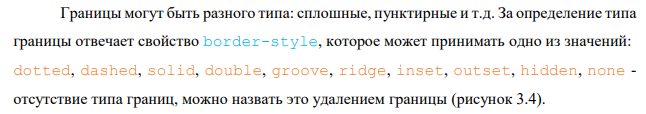 Границы могут быть разного типа: сплошные, пунктирные и т.д. За определение типа
границы отвечает свойство border-style, которое может принимать одно из значений:
dotted, dashed, solid, double, groove, ridge, inset, outset, hidden, none -
отсутствие типа границ, можно назвать это удалением границы (рисунок 3.4).